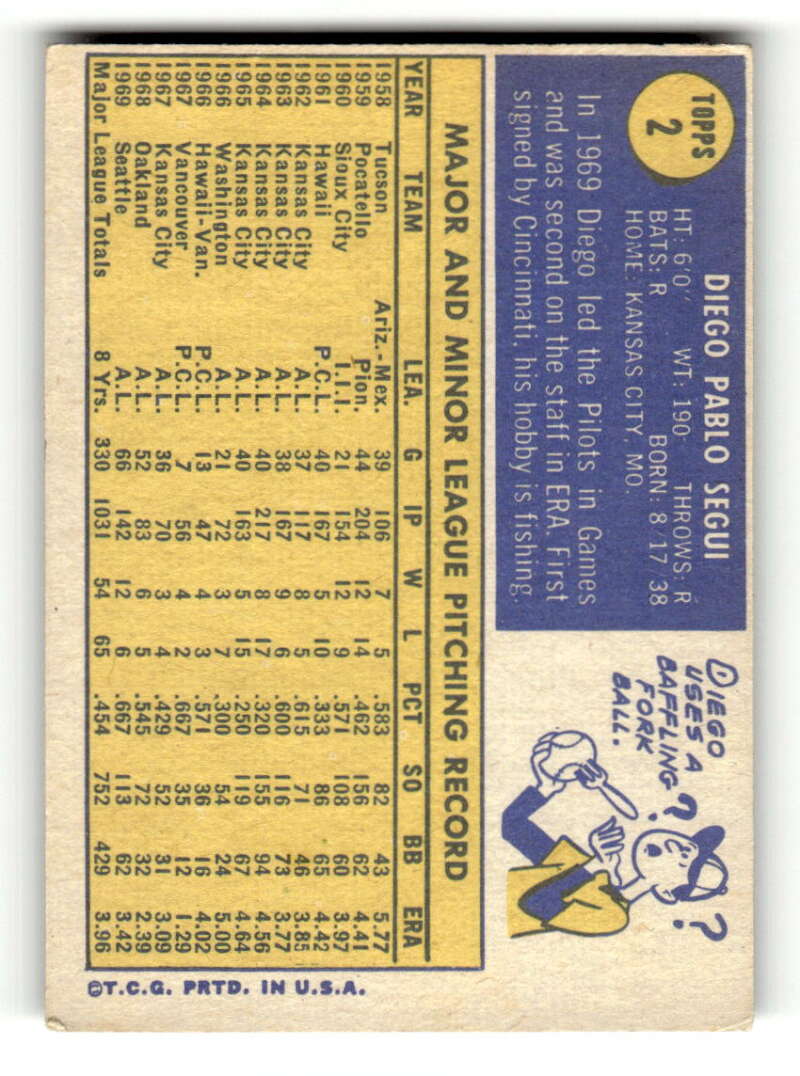 TOPPS
2
DIEGO PABLO SEGUI
HT: 6'0" WT: 190 THROWS: R
BATS: R BORN: 8 17 38
HOME: KANSAS CITY, MO.
In 1969 Diego led the Pilots in Games
and was second on the staff in ERA. First
signed by Cincinnati, his hobby is fishing.
DIEGO
USES A
BAFFLING
FORK
BALL.
?
?
MAJOR AND MINOR LEAGUE PITCHING RECORD
YEAR TEAM LEA. G IP W L PCT SO BB ERA
1958 Tucson Ariz.-Mex. 39 106 7 5 .583 82 43 5.77
1959 Pocatello Pion. 44 204 12 14 .462 156 62 4.41
1960 Sioux City I.I.I. 21 154 12 9 .571 108 60 3.97
1961 Hawaii P.C.L. 40 167 5 10 .333 86 65 4.42
1962 Kansas City A.L. 37 117 8 5 .615 71 46 3.85
1963 Kansas City A.L. 38 167 9 6 .600 116 73 3.77
1964 Kansas City A.L. 40 217 8 17 .320 155 94 4.56
1965 Kansas City A.L. 40 163 5 15 .250 119 67 4.64
1966 Washington A.L. 21 72 3 7 .300 54 24 5.00
1966 Hawaii-Van. P.C.L. 13 47 4 3 .571 36 16 4.02
1967 Vancouver P.C.L. 7 56 4 2 .667 35 12 1.29
1967 Kansas City A.L. 36 70 3 4 .429 52 31 3.09
1968 Oakland A.L. 52 83 6 5 .545 72 32 2.39
1969 Seattle A.L. 66 142 12 6 .667 113 62 3.42
Major League Totals 8 Yrs. 330 1031 54 65 .454 752 429 3.96
©T.C.G. PRTD. IN U.S.A.